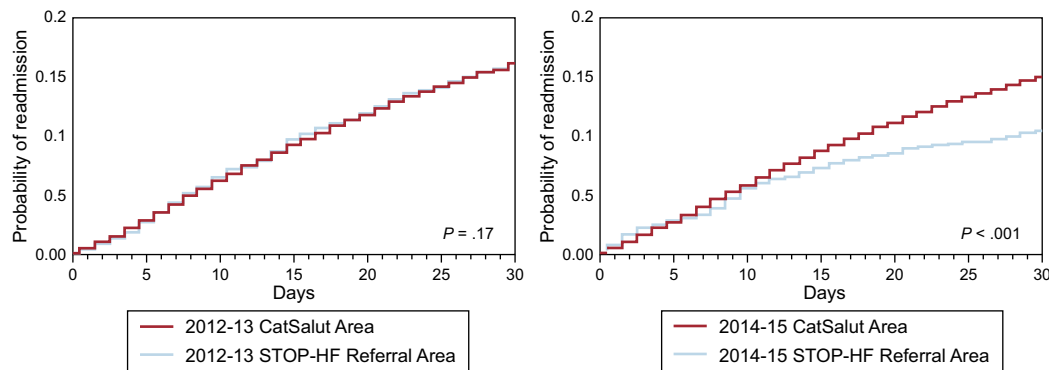 Probability of readmission
0.2
0.15
0.1
0.5
0.00
P = .17
0 5 10 15 20 25 30
Days
2012-13 CatSalut Area
2012-13 STOP-HF Referral Area
Probability of readmission
0.2
0.15
0.1
0.5
0.00
P < .001
0 5 10 15 20 25 30
Days
2014-15 CatSalut Area
2014-15 STOP-HF Referral Area